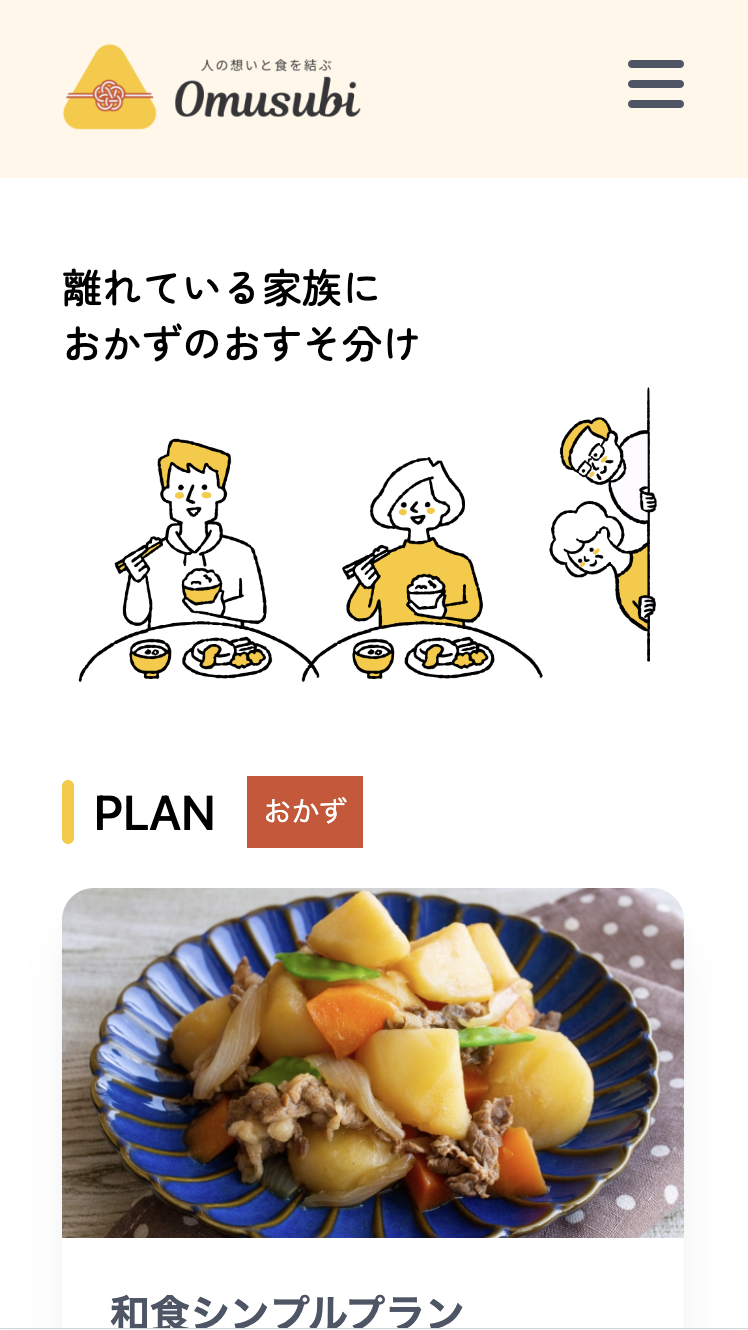 人の想いと食を結ぶ
Omusubi
離れている家族に
おかずのおすそ分け
PLAN
おかず
和食シンプルプラン